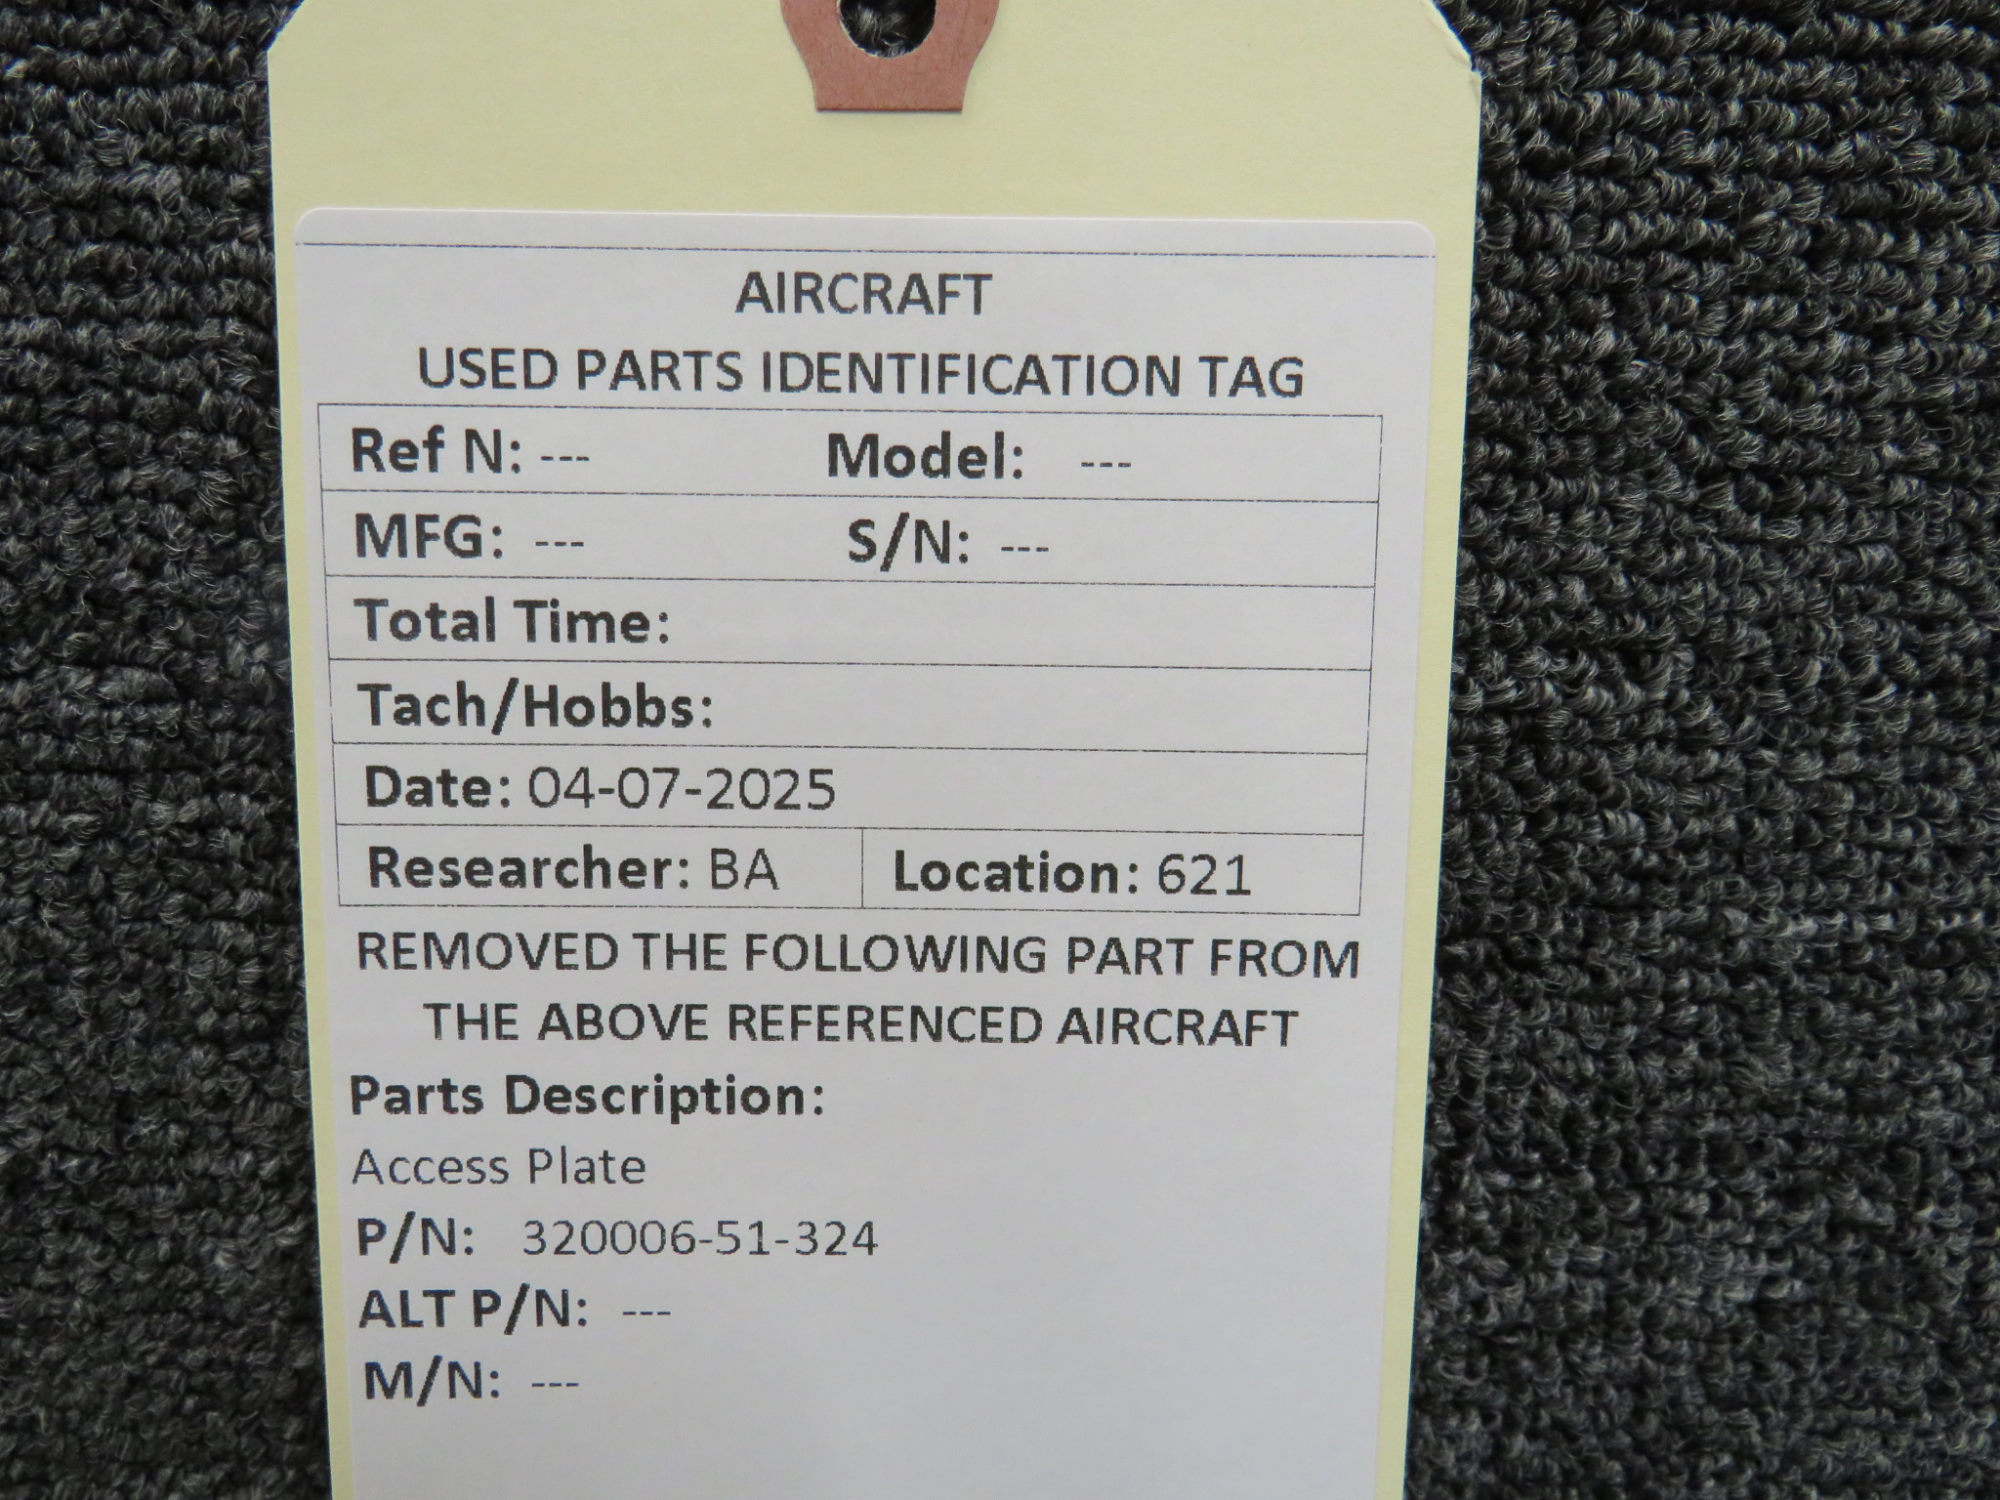 AIRCRAFT
USED PARTS IDENTIFICATION TAG
Ref N: --- Model: ---
MFG: --- S/N: ---
Total Time:
Tach/Hobbs:
Date: 04-07-2025
Researcher: BA Location: 621
REMOVED THE FOLLOWING PART FROM
THE ABOVE REFERENCED AIRCRAFT
Parts Description:
Access Plate
P/N: 320006-51-324
ALT P/N: ---
M/N: ---